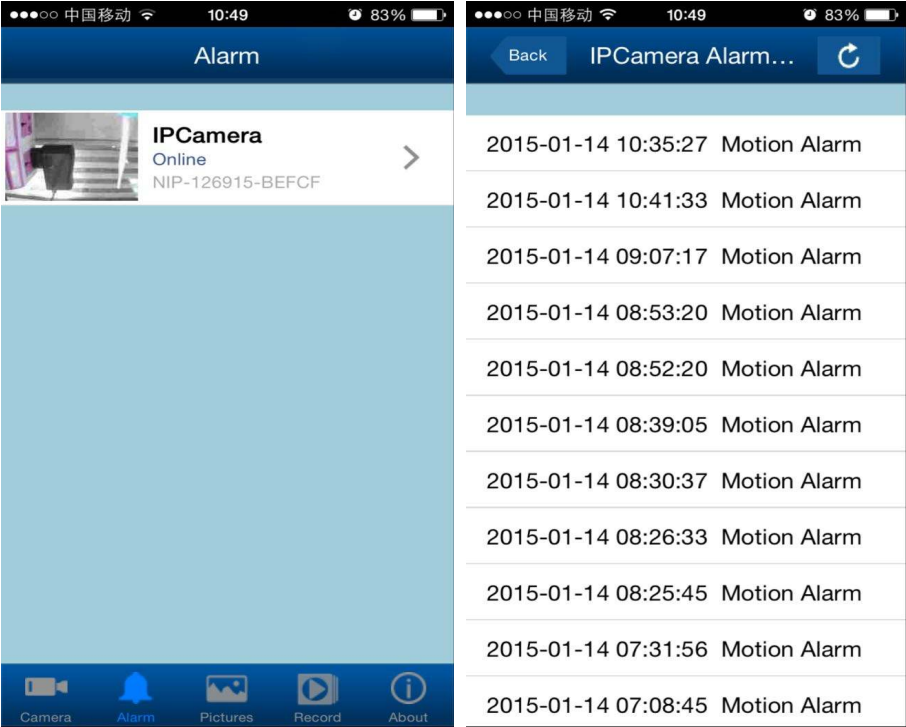 中国移动 10:49 83%
Alarm
IPCamera
Online
NIP-126915-BEFCF
Camera Alarm Pictures Record About
中国移动 10:49 83%
Back IPCamera Alarm...
2015-01-14 10:35:27 Motion Alarm
2015-01-14 10:41:33 Motion Alarm
2015-01-14 09:07:17 Motion Alarm
2015-01-14 08:53:20 Motion Alarm
2015-01-14 08:52:20 Motion Alarm
2015-01-14 08:39:05 Motion Alarm
2015-01-14 08:30:37 Motion Alarm
2015-01-14 08:26:33 Motion Alarm
2015-01-14 08:25:45 Motion Alarm
2015-01-14 07:31:56 Motion Alarm
2015-01-14 07:08:45 Motion Alarm